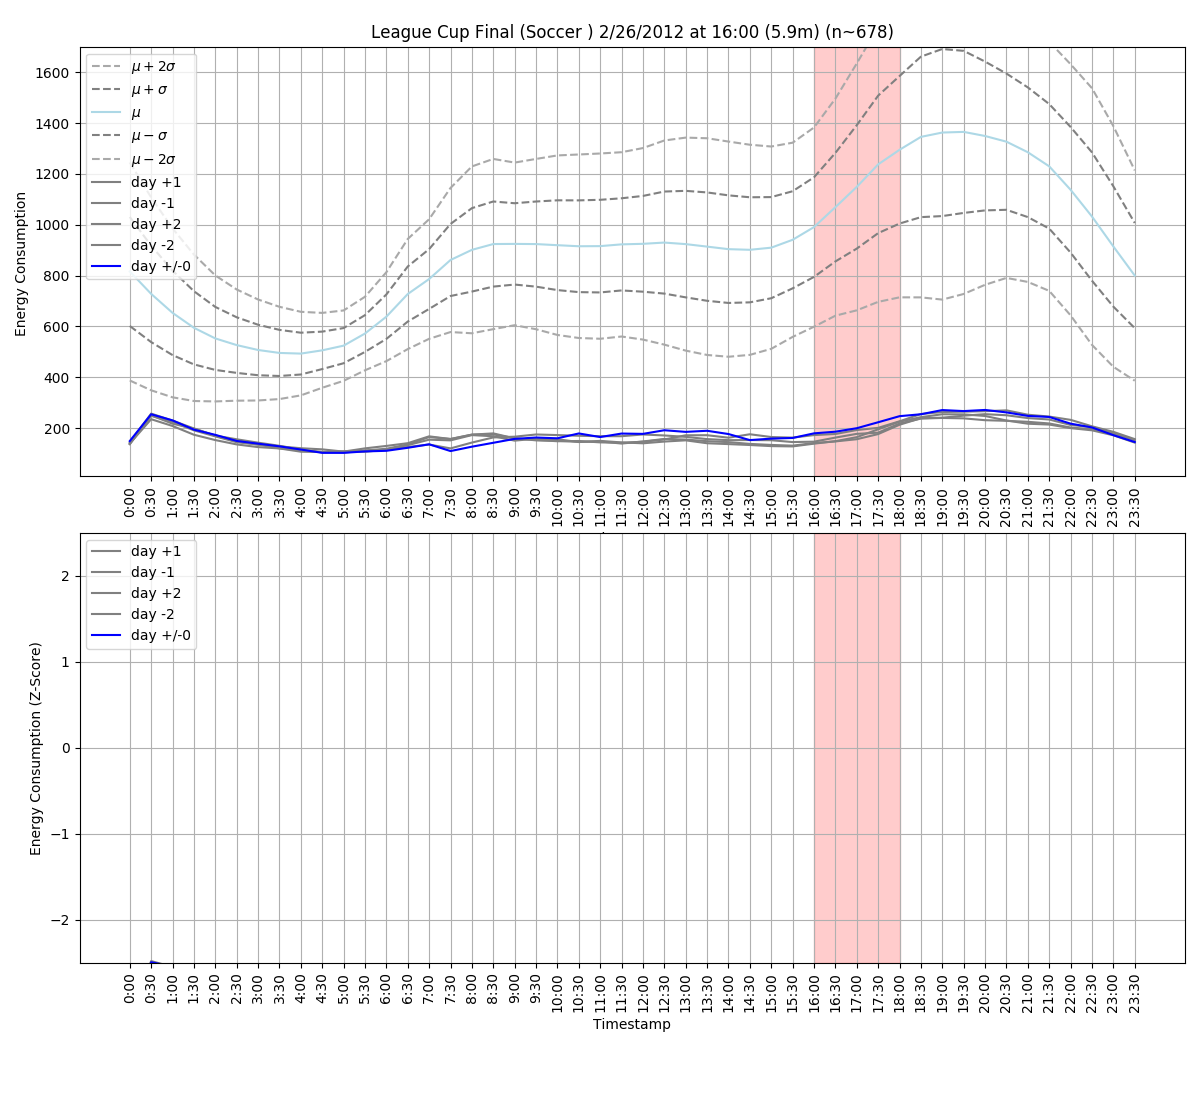 League Cup Final (Soccer ) 2/26/2012 at 16:00 (5.9m) (n~678)
μ + 2σ
μ + σ
μ
μ − σ
μ − 2σ
day +1
day -1
day +2
day -2
day +/-0
Energy Consumption
1600
1400
1200
1000
800
600
400
200
0:00 0:30 1:00 1:30 2:00 2:30 3:00 3:30 4:00 4:30 5:00 5:30 6:00 6:30 7:00 7:30 8:00 8:30 9:00 9:30 10:00 10:30 11:00 11:30 12:00 12:30 13:00 13:30 14:00 14:30 15:00 15:30 16:00 16:30 17:00 17:30 18:00 18:30 19:00 19:30 20:00 20:30 21:00 21:30 22:00 22:30 23:00 23:30
day +1
day -1
day +2
day -2
day +/-0
Energy Consumption (Z-Score)
2
1
0
−1
−2
0:00 0:30 1:00 1:30 2:00 2:30 3:00 3:30 4:00 4:30 5:00 5:30 6:00 6:30 7:00 7:30 8:00 8:30 9:00 9:30 10:00 10:30 11:00 11:30 12:00 12:30 13:00 13:30 14:00 14:30 15:00 15:30 16:00 16:30 17:00 17:30 18:00 18:30 19:00 19:30 20:00 20:30 21:00 21:30 22:00 22:30 23:00 23:30
Timestamp